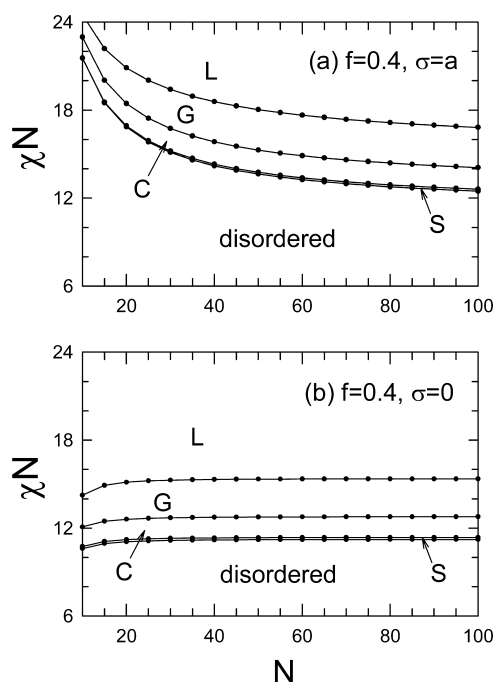 24
(a) f=0.4, σ=a
L
18
G
χN
C
12
S
disordered
6
20 40 60 80 100
24
(b) f=0.4, σ=0
L
18
χN
G
12
C
S
disordered
6
20 40 60 80 100
N